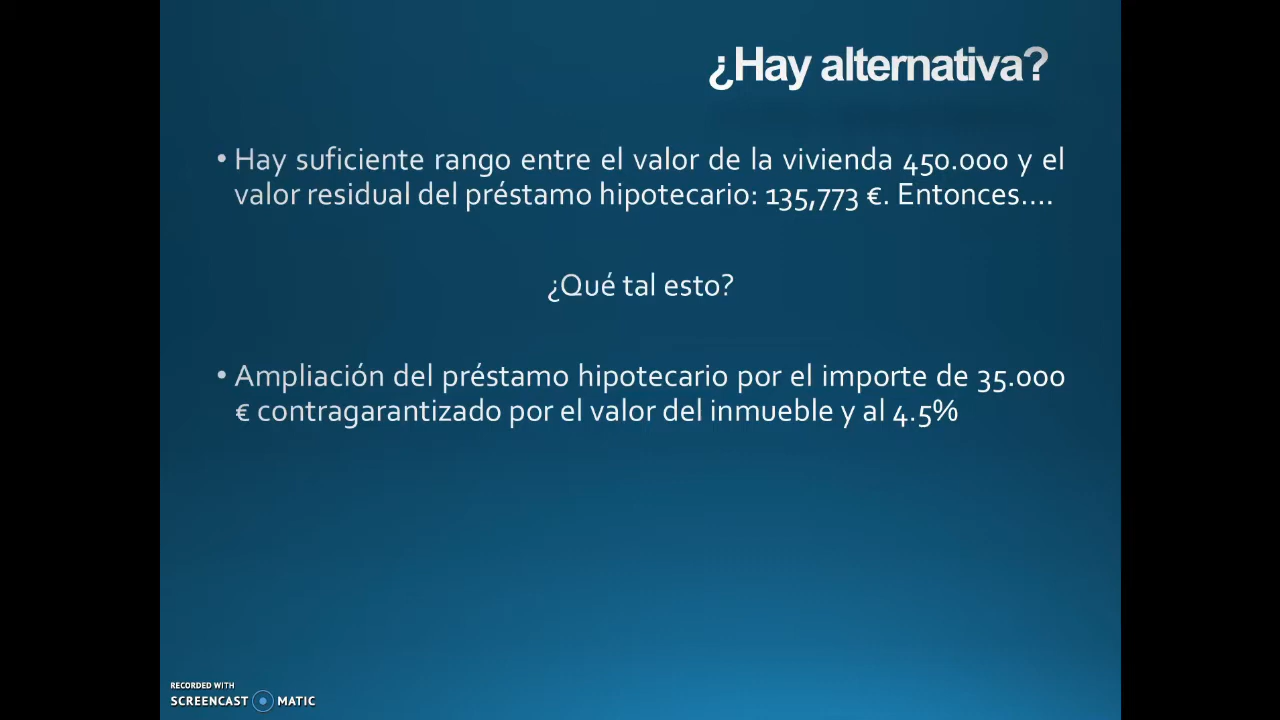 ¿Hay alternativa?
• Hay suficiente rango entre el valor de la vivienda 450.000 y el
valor residual del préstamo hipotecario: 135,773 €. Entonces....
¿Qué tal esto?
• Ampliación del préstamo hipotecario por el importe de 35.000
€ contragarantizado por el valor del inmueble y al 4.5%
RECORDED WITH
SCREENCAST MATIC